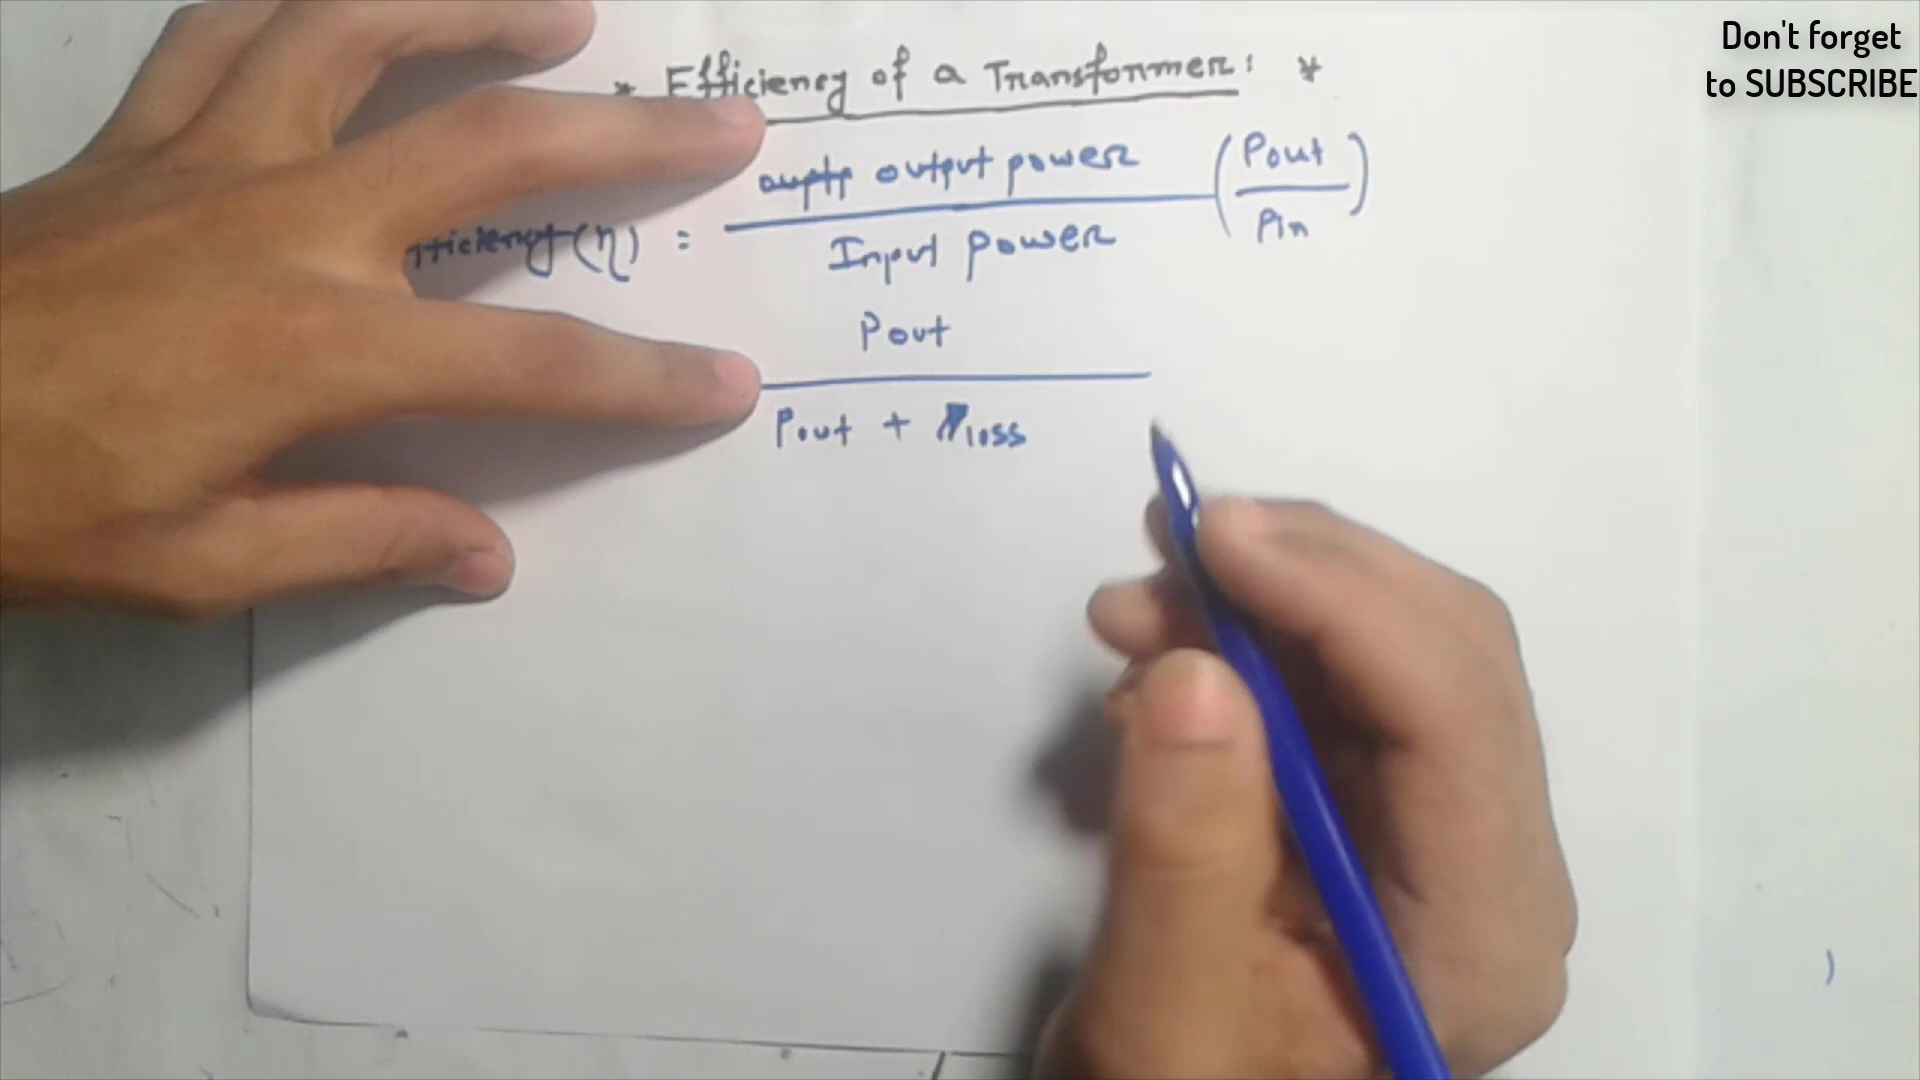 Don't forget
to SUBSCRIBE
* Efficiency of a Transformer: *
output power (Pout
(η) = Input power Pin)
Pout
Pout + Ploss
)